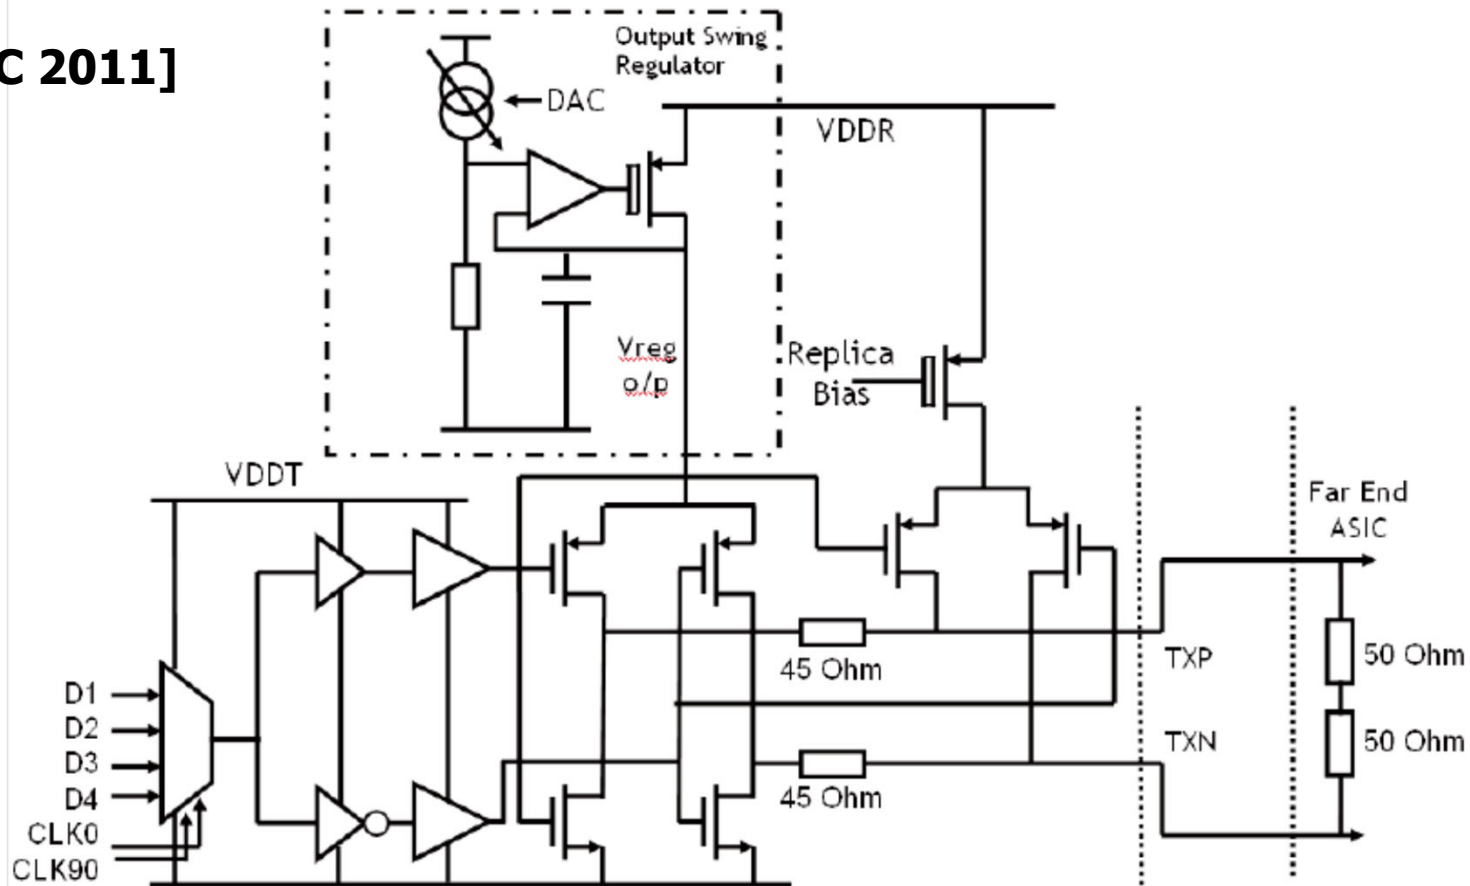 C 2011]
Output Swing
Regulator
DAC
VDDR
Vreg
o/p
Replica
Bias
VDDT
Far End
ASIC
45 Ohm
TXP
50 Ohm
D1
D2
D3
D4
TXN
50 Ohm
45 Ohm
CLK0
CLK90